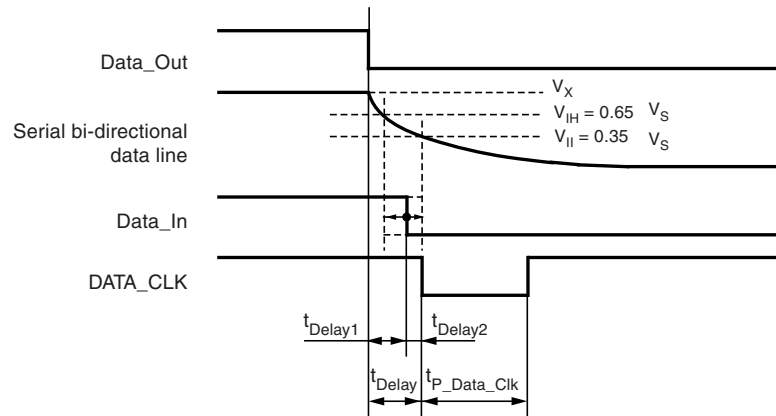 Data_Out
V_X
V_IH = 0.65 V_S
Serial bi-directional
data line
V_Il = 0.35 V_S
Data_In
DATA_CLK
t_Delay1
t_Delay2
t_Delay
t_P_Data_Clk